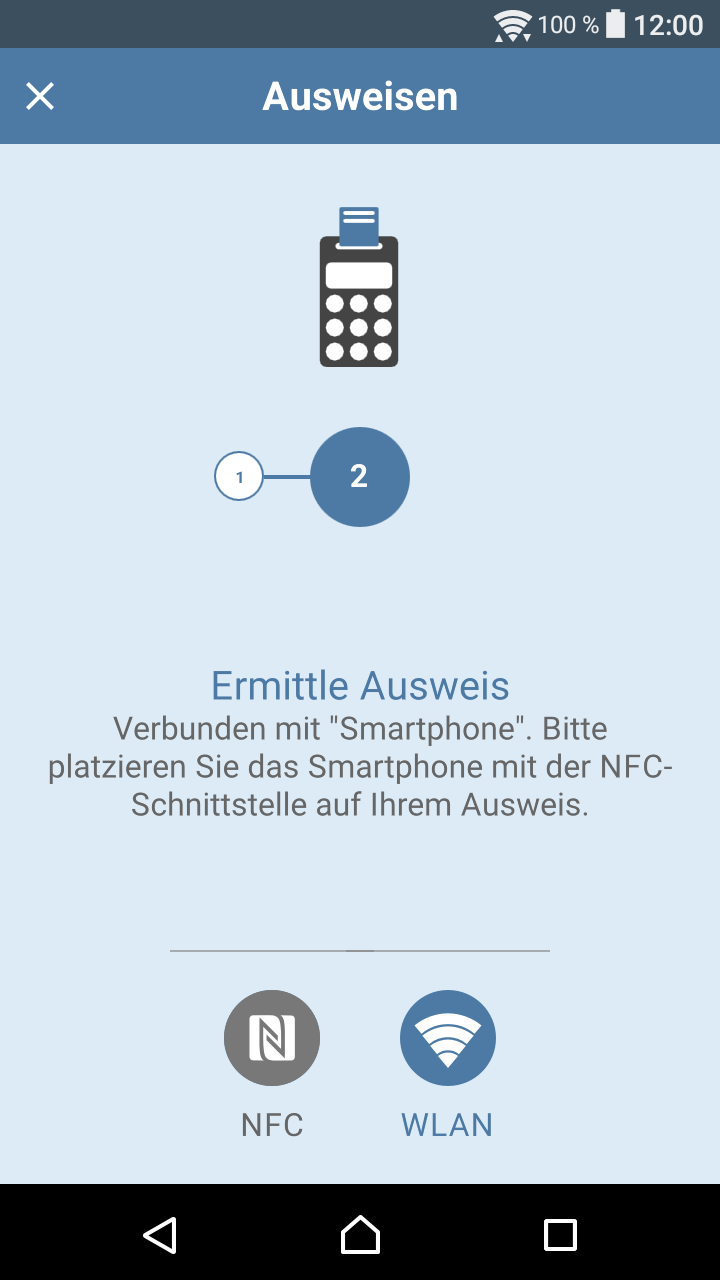 100 % 12:00
Ausweisen
1
2
Ermittle Ausweis
Verbunden mit "Smartphone". Bitte
platzieren Sie das Smartphone mit der NFC-
Schnittstelle auf Ihrem Ausweis.
NFC WLAN